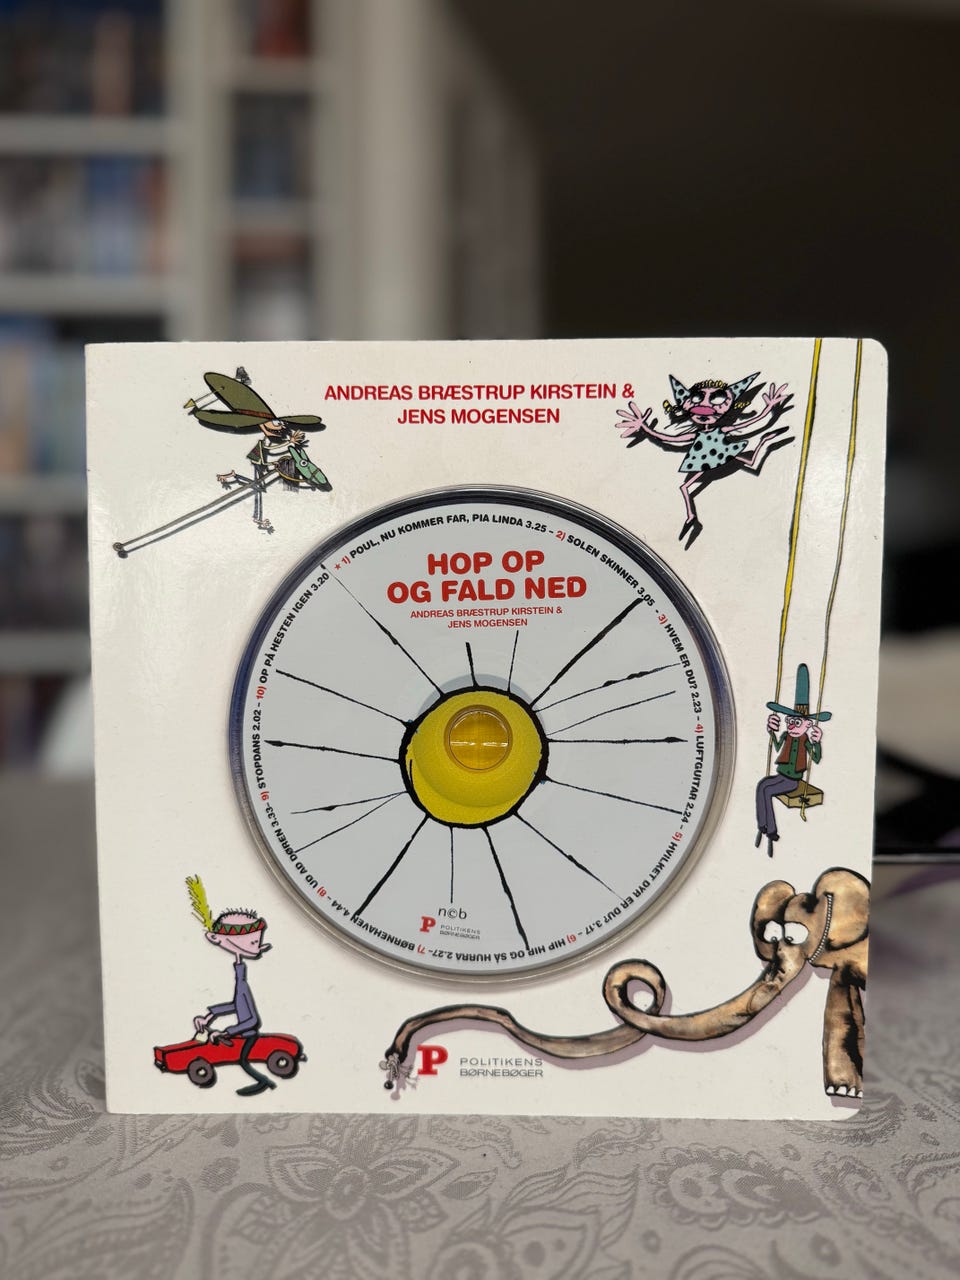 ANDREAS BRÆSTRUP KIRSTEIN &
JENS MOGENSEN
★ 1) POUL, NU KOMMER FAR, PIA LINDA 3.25 – 2) SOLEN SKINNER 3.05 – 3) HVEM ER DU? 2.23 – 4) LUFTGUITAR 2.24 – 5) HVILKET DYR ER DU? 3.17 – 6) HIP HIP OG SÅ HURRA 2.27– 7) BØRNEHAVEN 4.44 – 8) UD AD DØREN 3.33– 9) STOPDANS 2.02 – 10) OP PÅ HESTEN IGEN 3.20
HOP OP
OG FALD NED
ANDREAS BRÆSTRUP KIRSTEIN &
JENS MOGENSEN
n©b
P POLITIKENS
BØRNEBØGER
P POLITIKENS
BØRNEBØGER